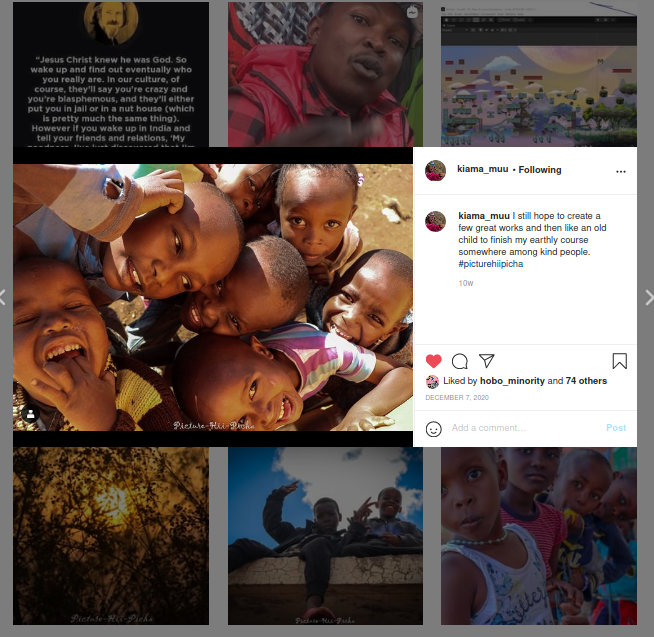 “Jesus Christ knew he was God. So
wake up and find out eventually who
you really are. In our culture, of
course, they’ll say you’re crazy and
you’re blasphemous, and they’ll either
put you in jail or in a nut house (which
is pretty much the same thing).
However if you wake up in India and
tell your friends and relations, ‘My
kiama_muu • Following
kiama_muu I still hope to create a
few great works and then like an old
child to finish my earthly course
somewhere among kind people.
#picturehiipicha
10w
Liked by hobo_minority and 74 others
DECEMBER 7, 2020
Add a comment… Post
Picture-Hii-Picha
Picture-Hii-Picha
Picture-Hii-Picha